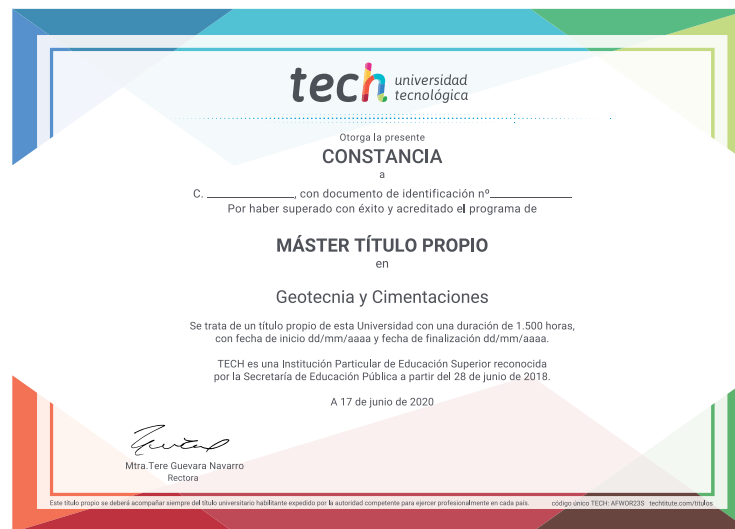 tech universidad
tecnológica
Otorga la presente
CONSTANCIA
a
C. ______________, con documento de identificación nº_____________
Por haber superado con éxito y acreditado el programa de
MÁSTER TÍTULO PROPIO
en
Geotecnia y Cimentaciones
Se trata de un título propio de esta Universidad con una duración de 1.500 horas,
con fecha de inicio dd/mm/aaaa y fecha de finalización dd/mm/aaaa.
TECH es una Institución Particular de Educación Superior reconocida
por la Secretaría de Educación Pública a partir del 28 de junio de 2018.
A 17 de junio de 2020
Mtra.Tere Guevara Navarro
Rectora
Este título propio se deberá acompañar siempre del título universitario habilitante expedido por la autoridad competente para ejercer profesionalmente en cada país. código único TECH: AFWOR23S techtitute.com/títulos